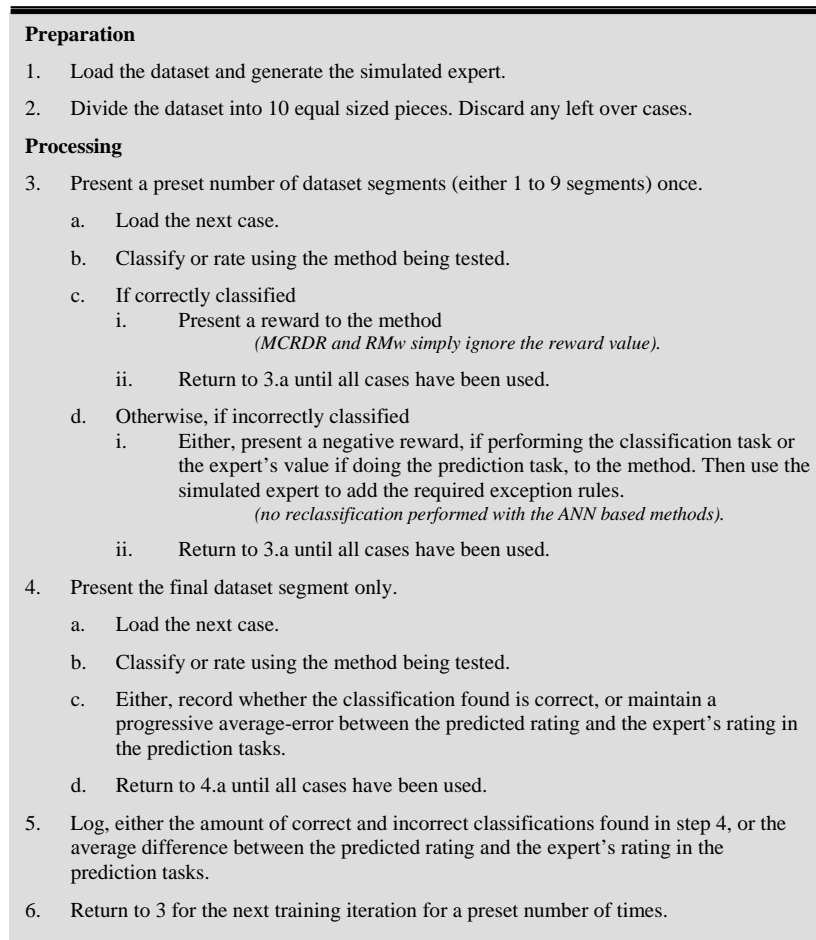 Preparation
1. Load the dataset and generate the simulated expert.
2. Divide the dataset into 10 equal sized pieces. Discard any left over cases.
Processing
3. Present a preset number of dataset segments (either 1 to 9 segments) once.
a. Load the next case.
b. Classify or rate using the method being tested.
c. If correctly classified
i. Present a reward to the method
(MCRDR and RMw simply ignore the reward value).
ii. Return to 3.a until all cases have been used.
d. Otherwise, if incorrectly classified
i. Either, present a negative reward, if performing the classification task or
the expert's value if doing the prediction task, to the method. Then use the
simulated expert to add the required exception rules.
(no reclassification performed with the ANN based methods).
ii. Return to 3.a until all cases have been used.
4. Present the final dataset segment only.
a. Load the next case.
b. Classify or rate using the method being tested.
c. Either, record whether the classification found is correct, or maintain a
progressive average-error between the predicted rating and the expert's rating in
the prediction tasks.
d. Return to 4.a until all cases have been used.
5. Log, either the amount of correct and incorrect classifications found in step 4, or the
average difference between the predicted rating and the expert's rating in the
prediction tasks.
6. Return to 3 for the next training iteration for a preset number of times.